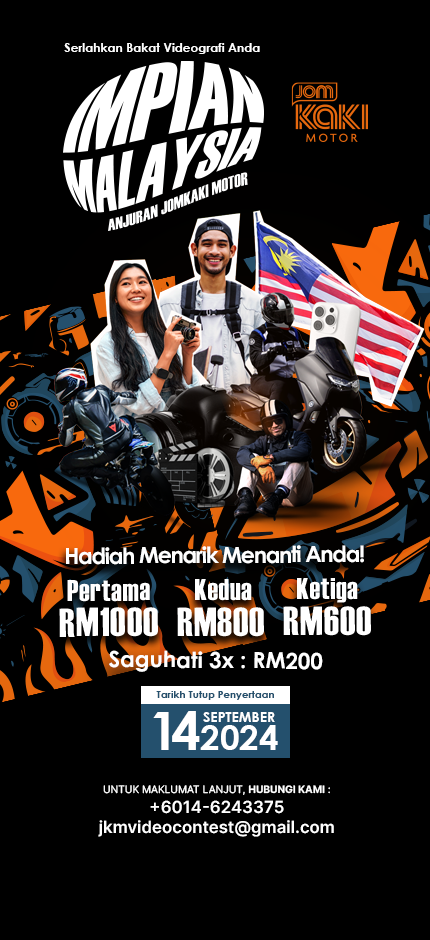 Serlahkan Bakat Videografi Anda
IMPIAN
MALAYSIA
ANJURAN JOMKAKI MOTOR
JOM
KAKI
MOTOR
Hadiah Menarik Menanti Anda!
Pertama Kedua Ketiga
RM1000 RM800 RM600
Saguhati 3x : RM200
Tarikh Tutup Penyertaan
14 SEPTEMBER
2024
UNTUK MAKLUMAT LANJUT, HUBUNGI KAMI :
+6014-6243375
jkmvideocontest@gmail.com